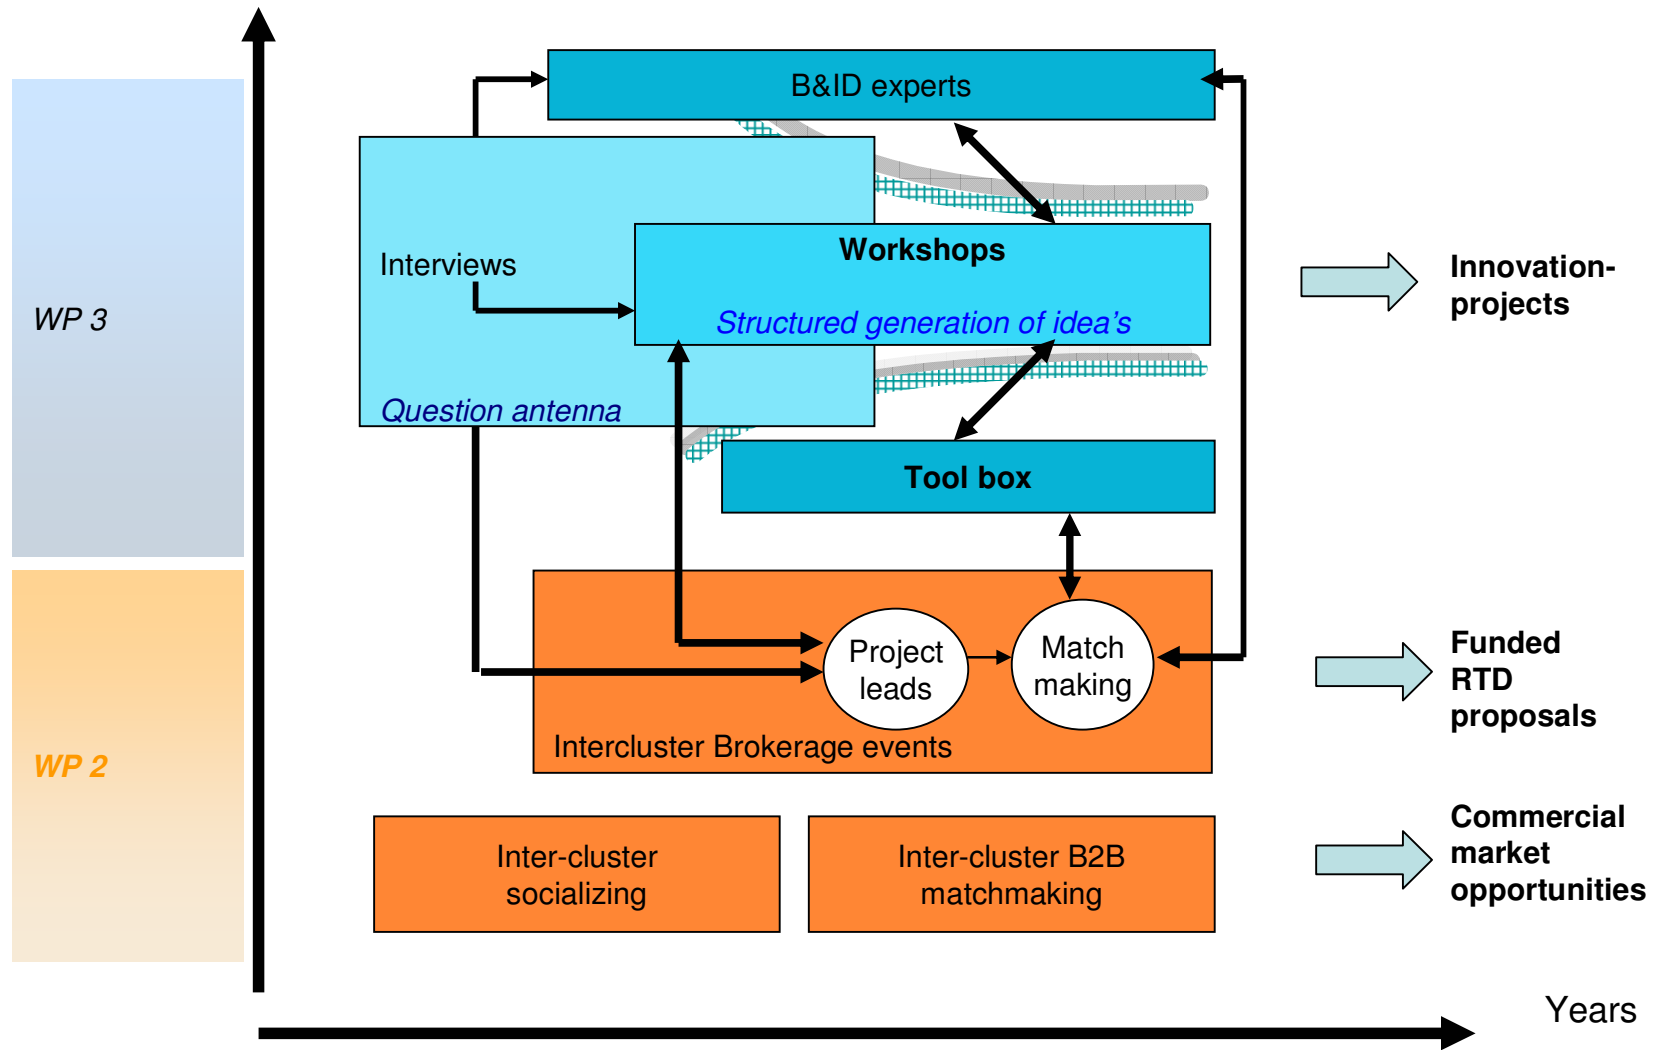 B&ID experts
Workshops
Interviews
Structured generation of idea's
Innovation-
projects
WP 3
Question antenna
Tool box
Project
leads
Match
making
Funded
RTD
proposals
Intercluster Brokerage events
WP 2
Inter-cluster
socializing
Inter-cluster B2B
matchmaking
Commercial
market
opportunities
Years